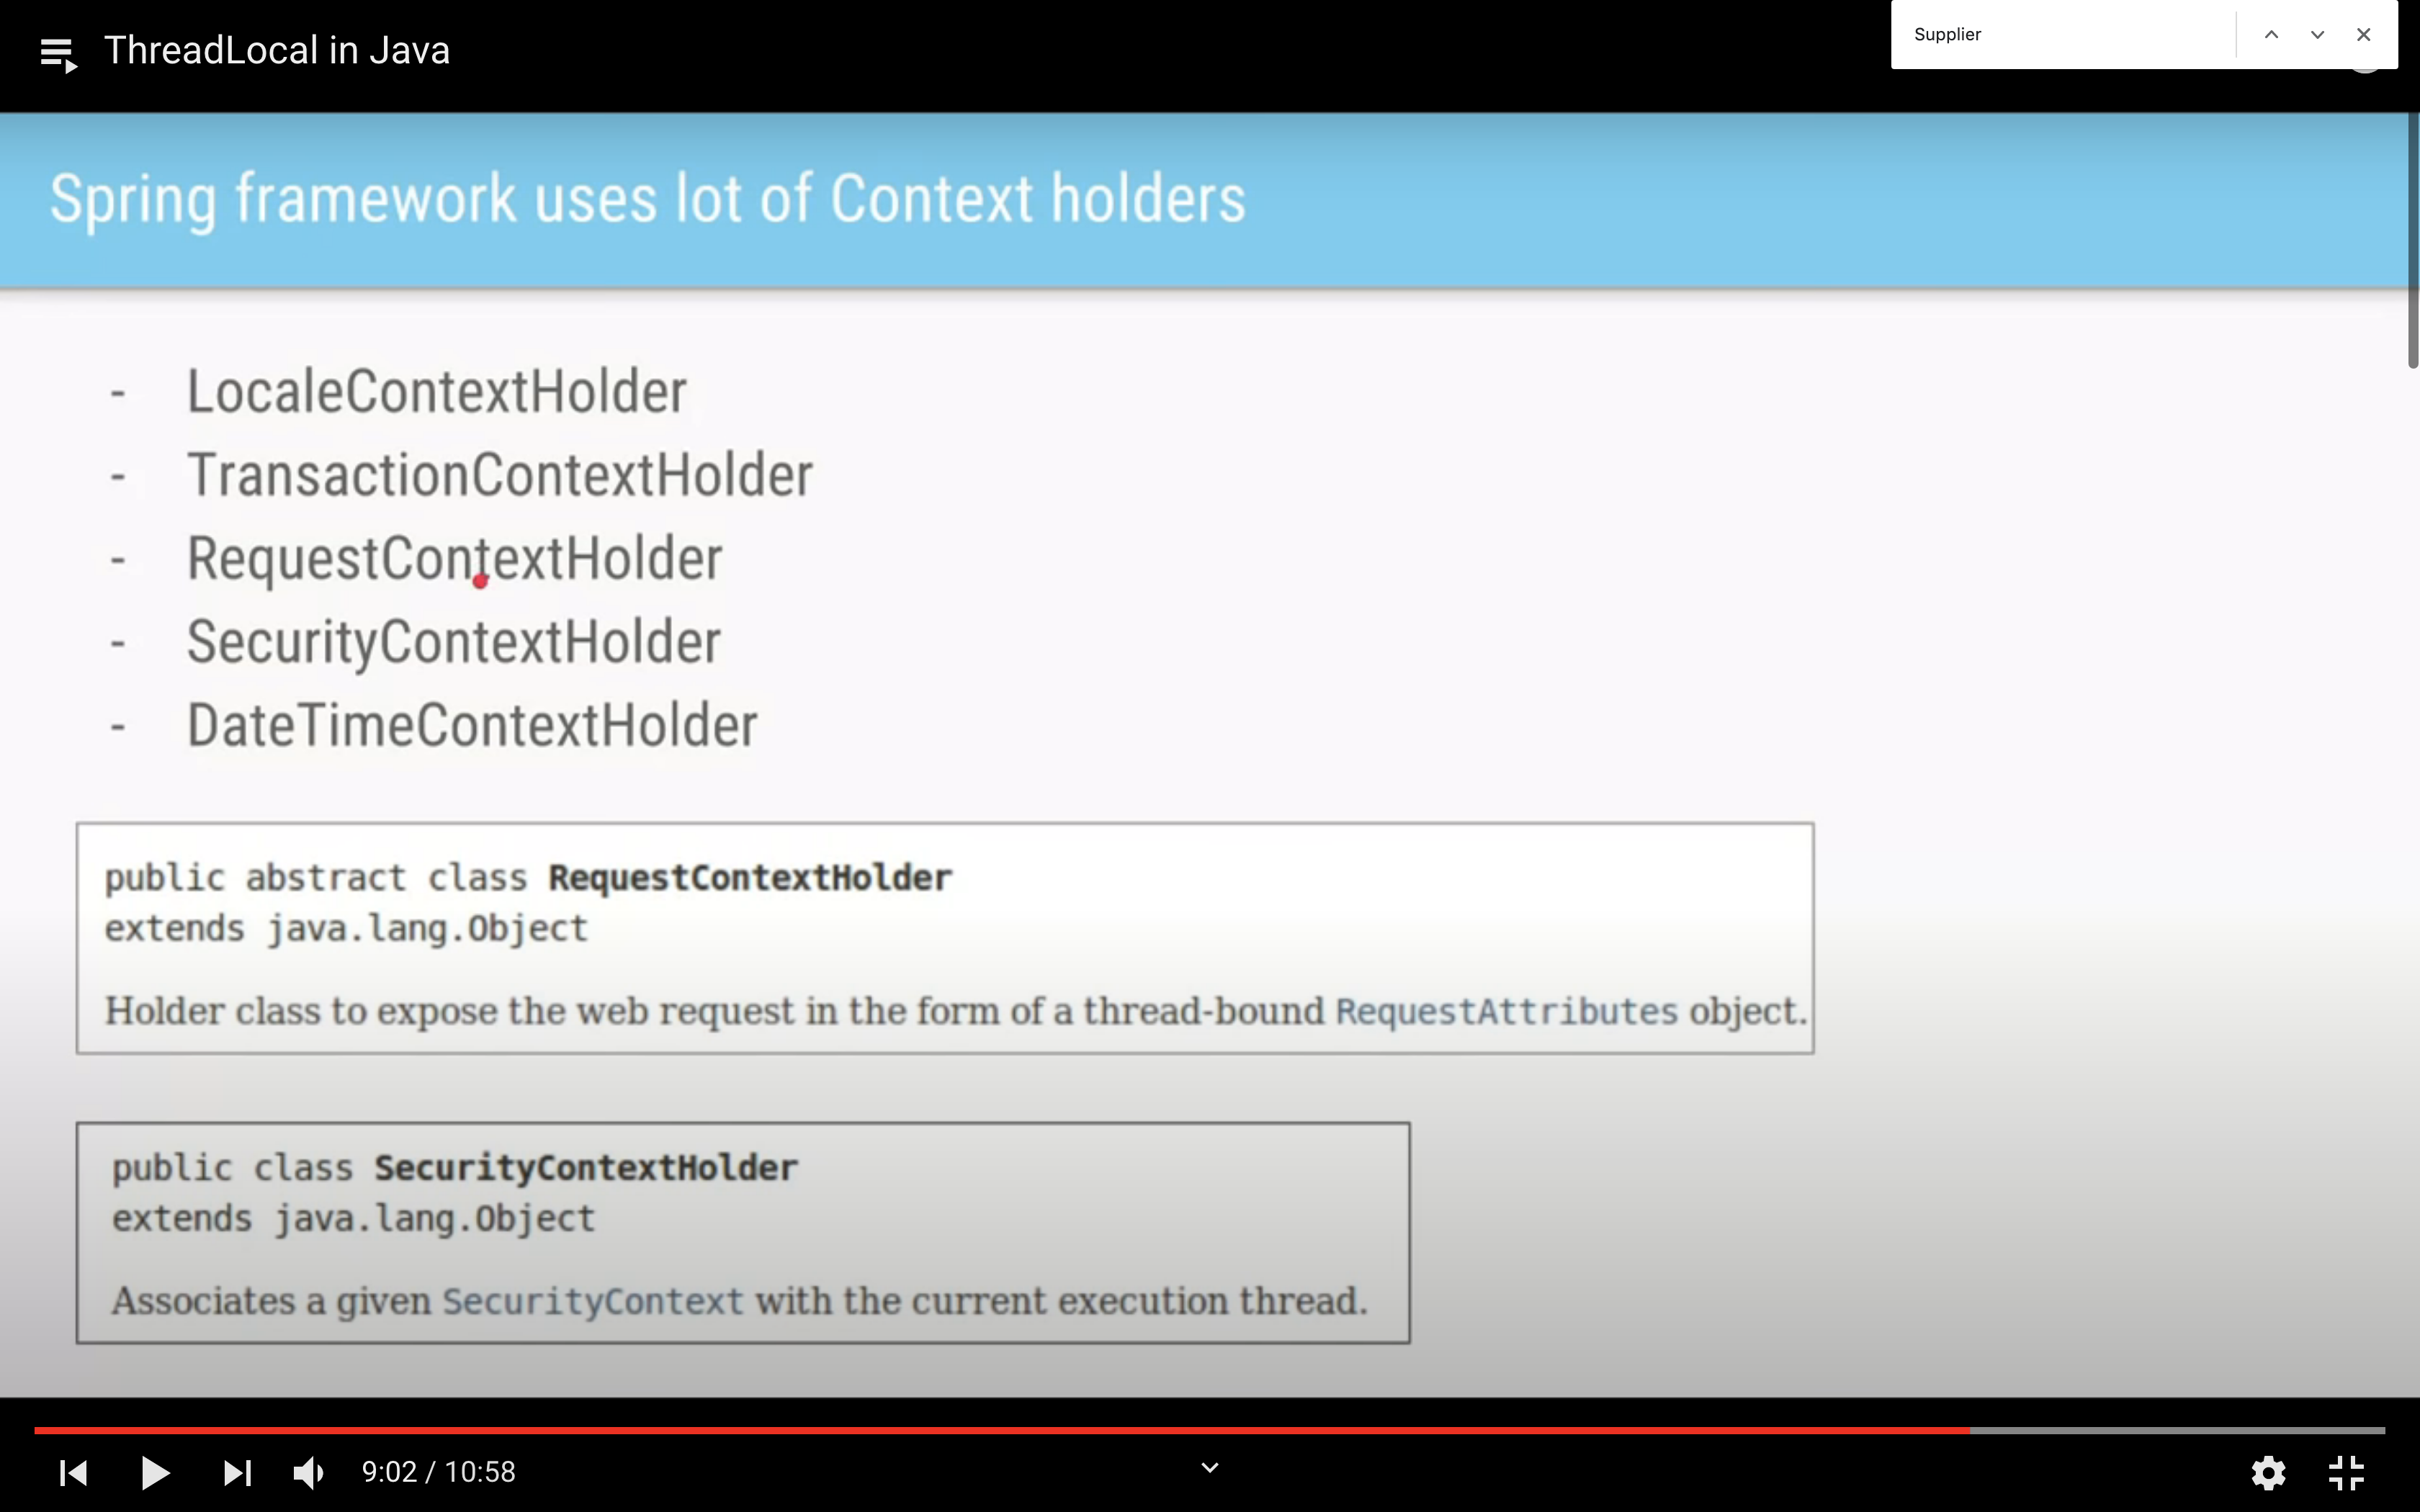 ThreadLocal in Java
Supplier
Spring framework uses lot of Context holders
- LocaleContextHolder
- TransactionContextHolder
- RequestContextHolder
- SecurityContextHolder
- DateTimeContextHolder
public abstract class RequestContextHolder
extends java.lang.Object
Holder class to expose the web request in the form of a thread-bound RequestAttributes object.
public class SecurityContextHolder
extends java.lang.Object
Associates a given SecurityContext with the current execution thread.
9:02 / 10:58